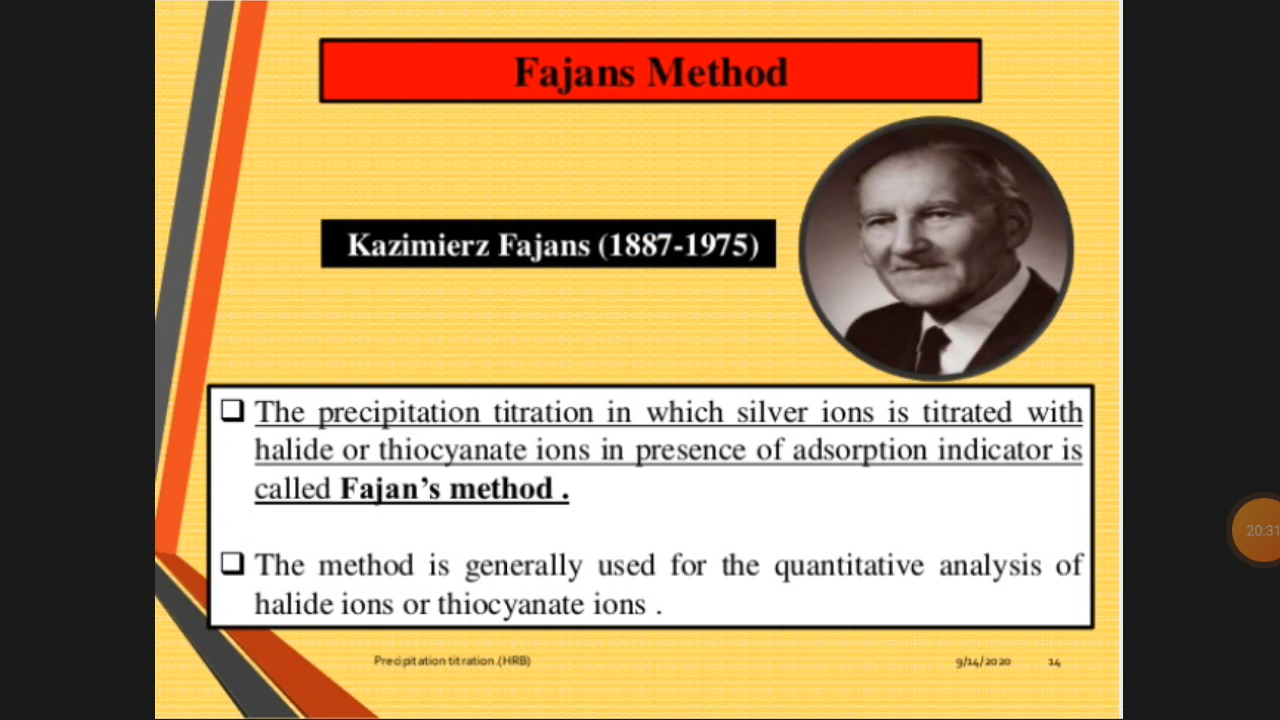 Fajans Method
Kazimierz Fajans (1887-1975)
The precipitation titration in which silver ions is titrated with
halide or thiocyanate ions in presence of adsorption indicator is
called Fajan’s method .
The method is generally used for the quantitative analysis of
halide ions or thiocyanate ions .
Precipitation titration.(HRB)
9/14/2020
14
20:31